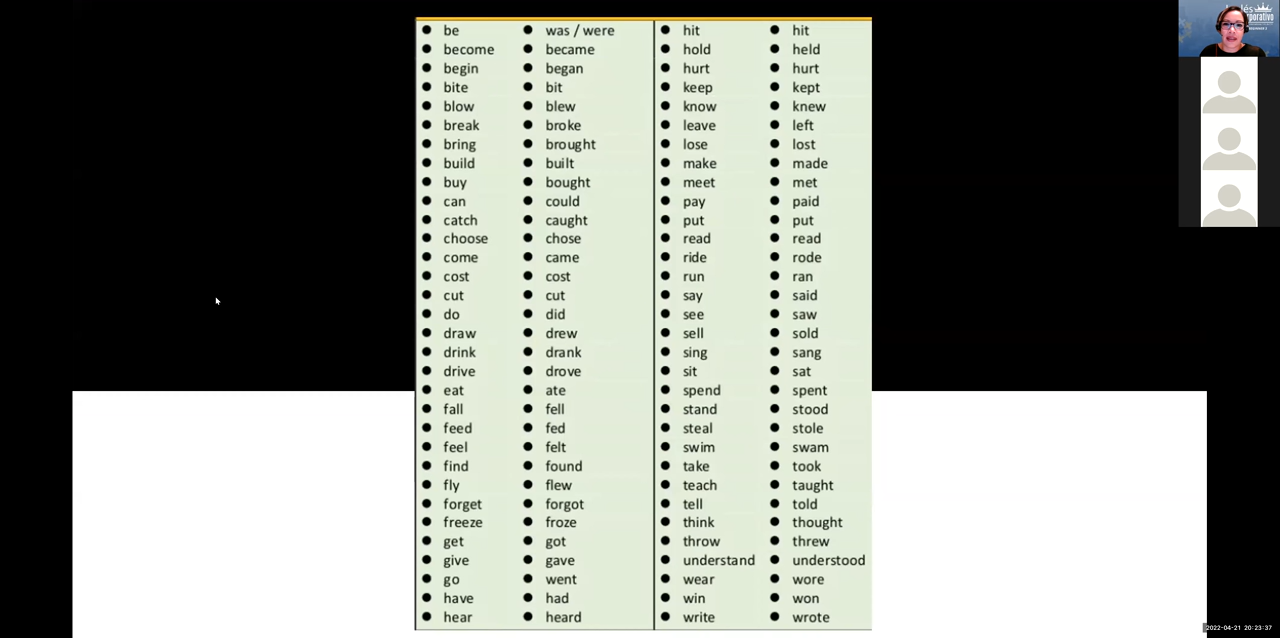 be was / were hit hit
become became hold held
begin began hurt hurt
bite bit keep kept
blow blew know knew
break broke leave left
bring brought lose lost
build built make made
buy bought meet met
can could pay paid
catch caught put put
choose chose read read
come came ride rode
cost cost run ran
cut cut say said
do did see saw
draw drew sell sold
drink drank sing sang
drive drove sit sat
eat ate spend spent
fall fell stand stood
feed fed steal stole
feel felt swim swam
find found take took
fly flew teach taught
forget forgot tell told
freeze froze think thought
get got throw threw
give gave understand understood
go went wear wore
have had win won
hear heard write wrote
2022-04-21 20:23:37